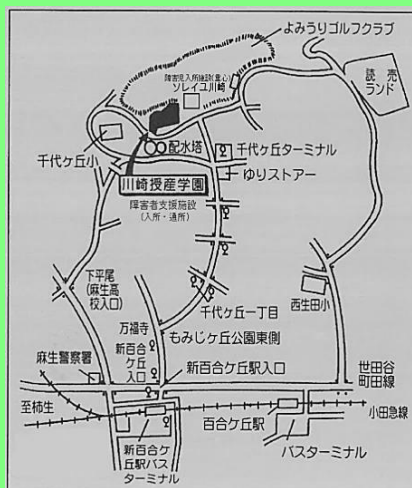 よみうりゴルフクラブ
障害児入所施設(重心)
ソレイユ川崎
読売
ランド
配水塔
千代ヶ丘小
千代ヶ丘ターミナル
ゆりストアー
川崎授産学園
障害者支援施設
(入所・通所)
下平尾
(麻生高
校入口)
千代ヶ丘一丁目
西生田小
万福寺
もみじヶ丘公園東側
新百合
ケ丘
入口
麻生警察署
新百合ケ丘駅入口
世田谷
町田線
至柿生
小田急線
百合ケ丘駅
新百合ケ
丘駅バス
ターミナル
バスターミナル